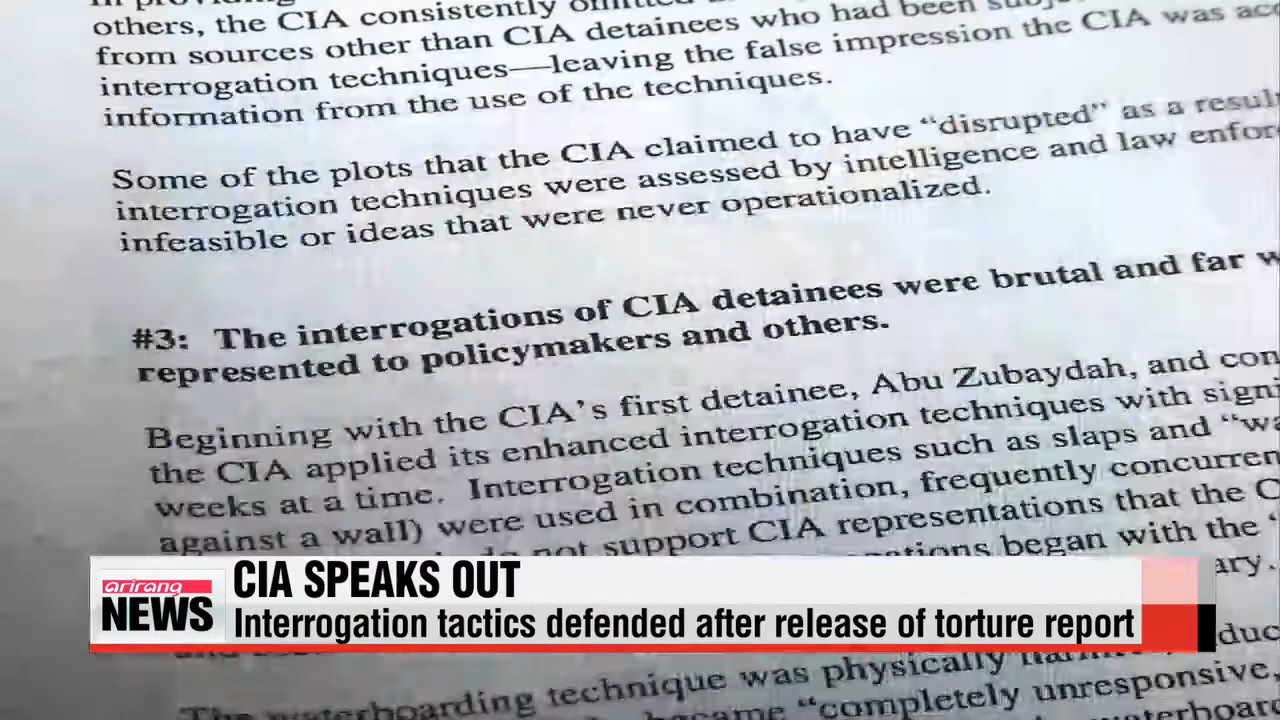 others, the CIA consistently
from sources other than CIA detainees who had been
interrogation techniques—leaving the false impression the CIA was
information from the use of the techniques.
Some of the plots that the CIA claimed to have “disrupted” as a
interrogation techniques were assessed by intelligence and law
infeasible or ideas that were never operationalized.
#3: The interrogations of CIA detainees were brutal and far
represented to policymakers and others.
Beginning with the CIA’s first detainee, Abu Zubaydah, and
the CIA applied its enhanced interrogation techniques with
weeks at a time. Interrogation techniques such as slaps and
against a wall) were used in combination, frequently
not support CIA representations that the
began with the
arirang
NEWS
CIA SPEAKS OUT
Interrogation tactics defended after release of torture report
The waterboarding technique was physically
became “completely unresponsive,